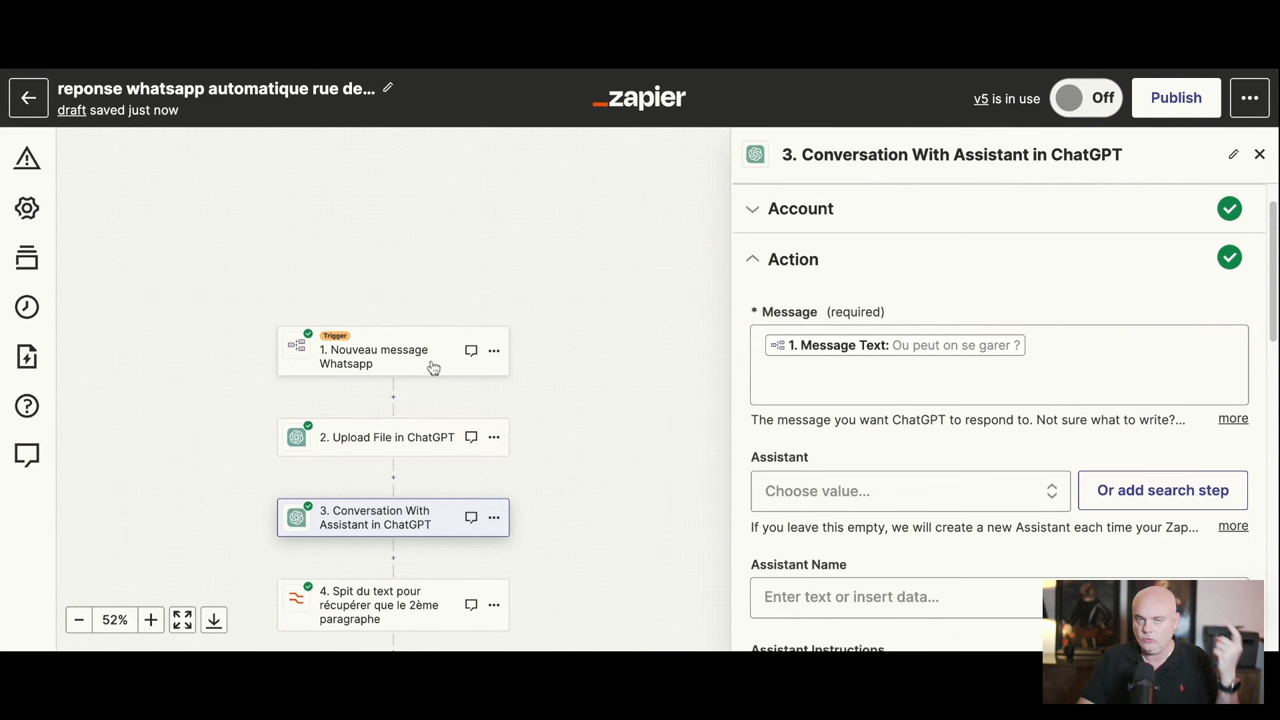 reponse whatsapp automatique rue de...
draft saved just now
zapier
v5 is in use
Off
Publish
Trigger
1. Nouveau message
Whatsapp
2. Upload File in ChatGPT
3. Conversation With
Assistant in ChatGPT
4. Spit du text pour
récupérer que le 2ème
paragraphe
52%
3. Conversation With Assistant in ChatGPT
Account
Action
* Message (required)
1. Message Text: Ou peut on se garer ?
The message you want ChatGPT to respond to. Not sure what to write?... more
Assistant
Choose value...
Or add search step
If you leave this empty, we will create a new Assistant each time your Zap... more
Assistant Name
Enter text or insert data...
Assistant Instructions